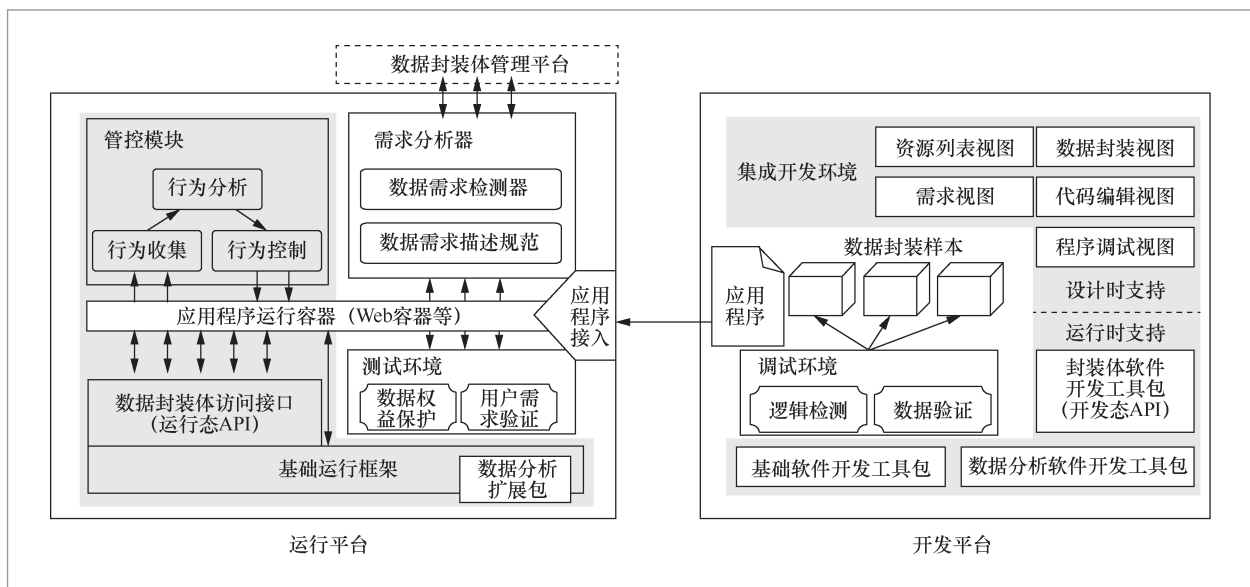 数据封装体管理平台
管控模块
行为分析
行为收集
行为控制
需求分析器
数据需求检测器
数据需求描述规范
应用程序运行容器（Web容器等）
应用
程序
接入
测试环境
数据权
益保护
用户需
求验证
数据封装体访问接口
（运行态API）
基础运行框架
数据分析
扩展包
运行平台
集成开发环境
资源列表视图
数据封装视图
需求视图
代码编辑视图
程序调试视图
数据封装样本
应用
程序
设计时支持
运行时支持
调试环境
逻辑检测
数据验证
封装体软件
开发工具包
（开发态API）
基础软件开发工具包
数据分析软件开发工具包
开发平台